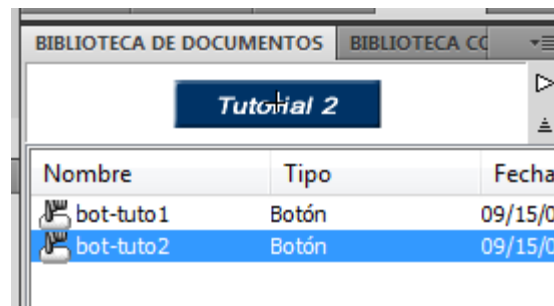 BIBLIOTECA DE DOCUMENTOS BIBLIOTECA
Tutorial 2
Nombre Tipo Fecha
bot-tuto1 Botón 09/15/0
bot-tuto2 Botón 09/15/0